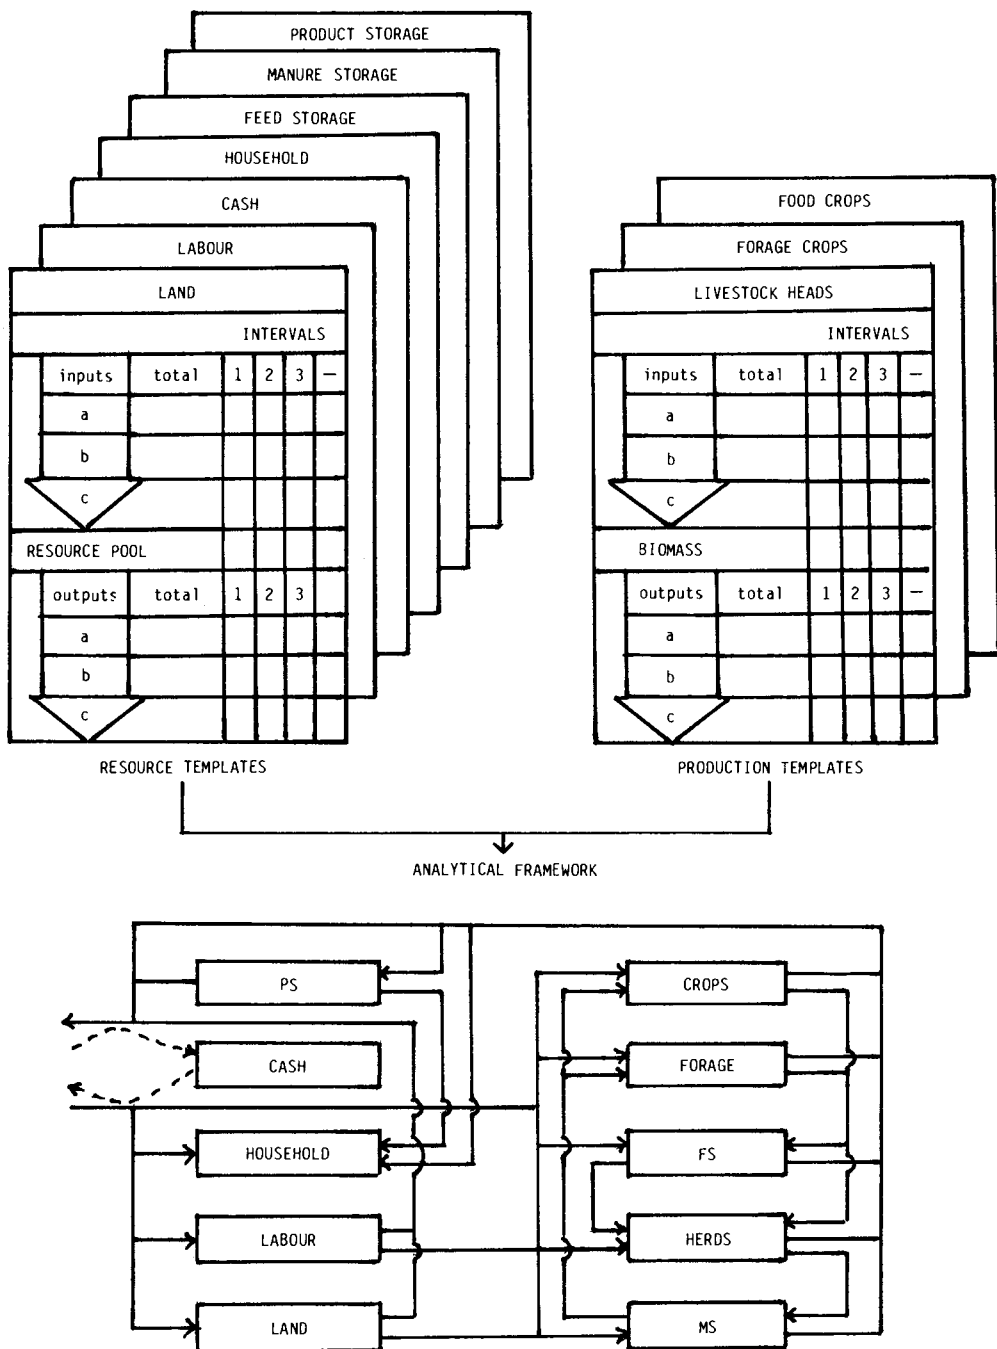 PRODUCT STORAGE
MANURE STORAGE
FEED STORAGE
HOUSEHOLD
CASH
LABOUR
LAND
INTERVALS
inputs total 1 2 3 —
a
b
c
RESOURCE POOL
outputs total 1 2 3
a
b
c
RESOURCE TEMPLATES
FOOD CROPS
FORAGE CROPS
LIVESTOCK HEADS
INTERVALS
inputs total 1 2 3 —
a
b
c
BIOMASS
outputs total 1 2 3 —
a
b
c
PRODUCTION TEMPLATES
ANALYTICAL FRAMEWORK
PS
CASH
HOUSEHOLD
LABOUR
LAND
CROPS
FORAGE
FS
HERDS
MS